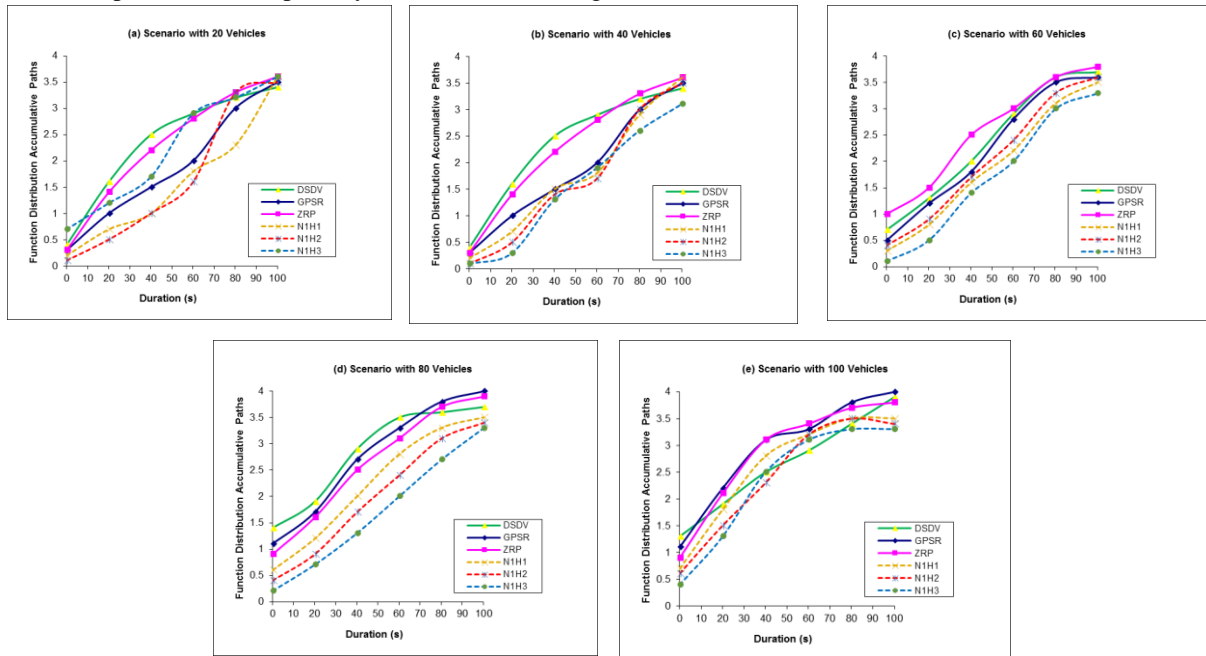 (a) Scenario with 20 Vehicles
Function Distribution Accumulative Paths
4
3.5
3
2.5
2
1.5
1
0.5
0
0 10 20 30 40 50 60 70 80 90 100
Duration (s)
DSDV
GPSR
ZRP
N1H1
N1H2
N1H3
(b) Scenario with 40 Vehicles
Function Distribution Accumulative Paths
4
3.5
3
2.5
2
1.5
1
0.5
0
0 10 20 30 40 50 60 70 80 90 100
Duration (s)
DSDV
GPSR
ZRP
N1H1
N1H2
N1H3
(c) Scenario with 60 Vehicles
Function Distribution Accumulative Paths
4
3.5
3
2.5
2
1.5
1
0.5
0
0 10 20 30 40 50 60 70 80 90 100
Duration (s)
DSDV
GPSR
ZRP
N1H1
N1H2
N1H3
(d) Scenario with 80 Vehicles
Function Distribution Accumulative Paths
4
3.5
3
2.5
2
1.5
1
0.5
0
0 10 20 30 40 50 60 70 80 90 100
Duration (s)
DSDV
GPSR
ZRP
N1H1
N1H2
N1H3
(e) Scenario with 100 Vehicles
Function Distribution Accumulative Paths
4
3.5
3
2.5
2
1.5
1
0.5
0
0 10 20 30 40 50 60 70 80 90 100
Duration (s)
DSDV
GPSR
ZRP
N1H1
N1H2
N1H3